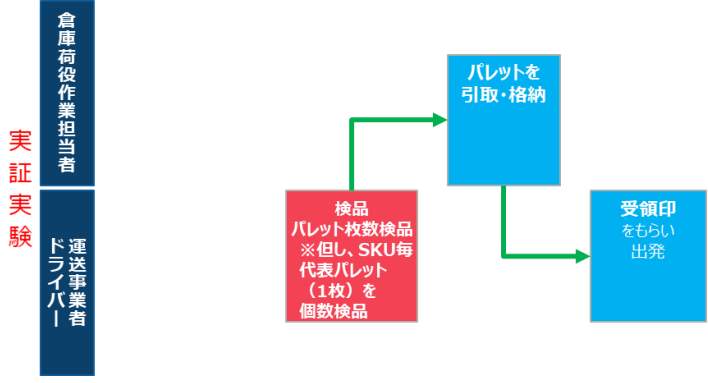 実証実験
倉庫荷役作業担当者
運送事業者
ドライバー
検品
パレット枚数検品
※但し、SKU毎
代表パレット
（1枚）を
個数検品
パレットを
引取・格納
受領印
をもらい
出発